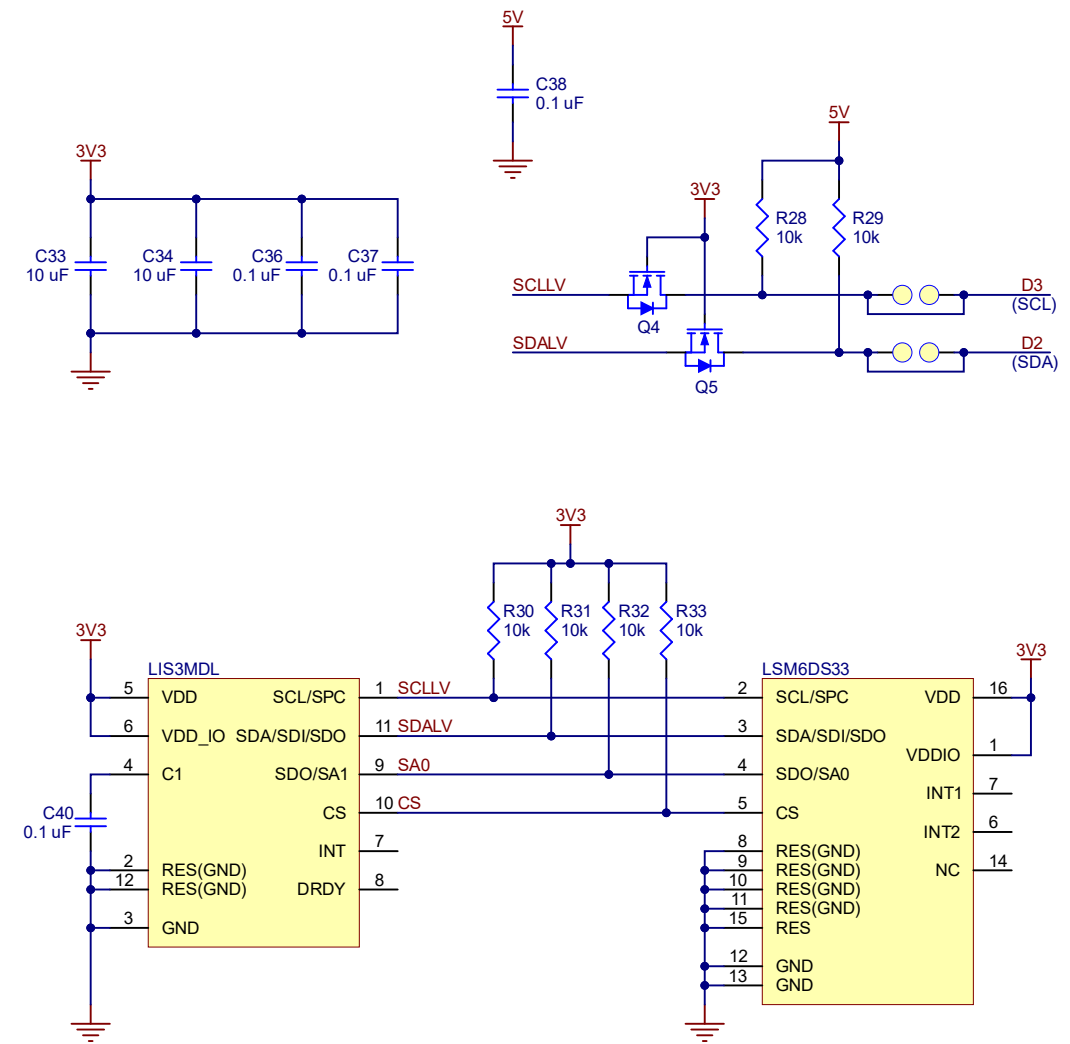 5V
C38
0.1 uF
3V3
C33
10 uF
C34
10 uF
C36
0.1 uF
C37
0.1 uF
5V
3V3
R28
10k
R29
10k
SCLLV
Q4
D3
(SCL)
SDALV
Q5
D2
(SDA)
3V3
R30
10k
R31
10k
R32
10k
R33
10k
3V3
LIS3MDL
5 VDD SCL/SPC 1 SCLLV
6 VDD_IO SDA/SDI/SDO 11 SDALV
4 C1 SDO/SA1 9 SA0
CS 10 CS
C40
0.1 uF
INT 7
2 RES(GND)
12 RES(GND) DRDY 8
3 GND
3V3
LSM6DS33
2 SCL/SPC VDD 16
3 SDA/SDI/SDO
VDDIO 1
4 SDO/SA0
INT1 7
5 CS
INT2 6
8 RES(GND)
9 RES(GND) NC 14
10 RES(GND)
11 RES(GND)
15 RES
12 GND
13 GND